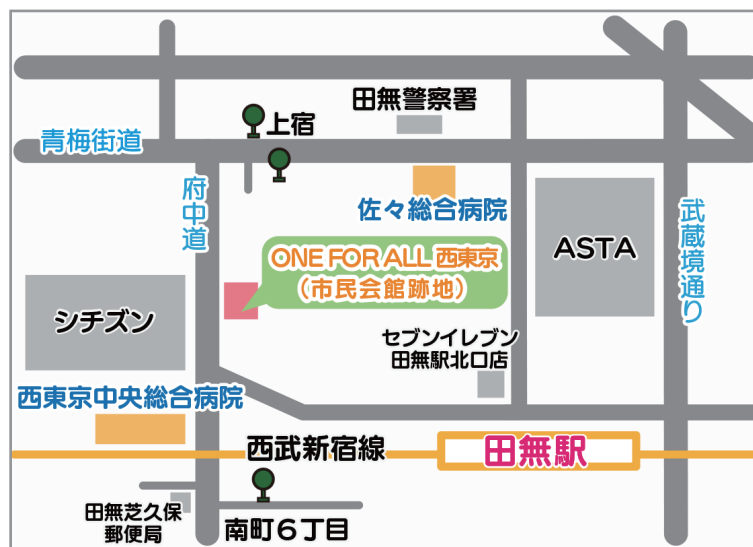 田無警察署
上宿
青梅街道
府中道
佐々総合病院
武蔵境通り
ASTA
ONE FOR ALL 西東京
（市民会館跡地）
シチズン
セブンイレブン
田無駅北口店
西東京中央総合病院
西武新宿線
田無駅
田無芝久保
郵便局
南町６丁目